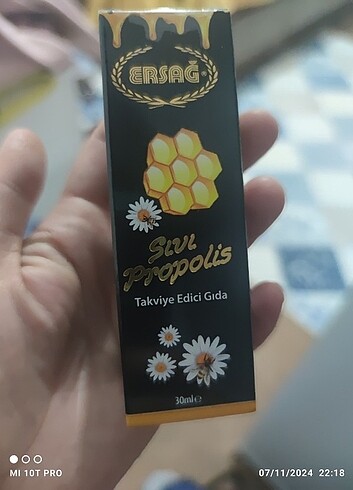 ERSAĞ®
Sıvı
Propolis
Takviye Edici Gıda
30ml℮
MI 10T PRO
07/11/2024 22:18